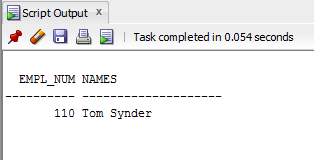 Script Output x
Task completed in 0.054 seconds
EMPL_NUM NAMES
---------- --------------------
110 Tom Synder